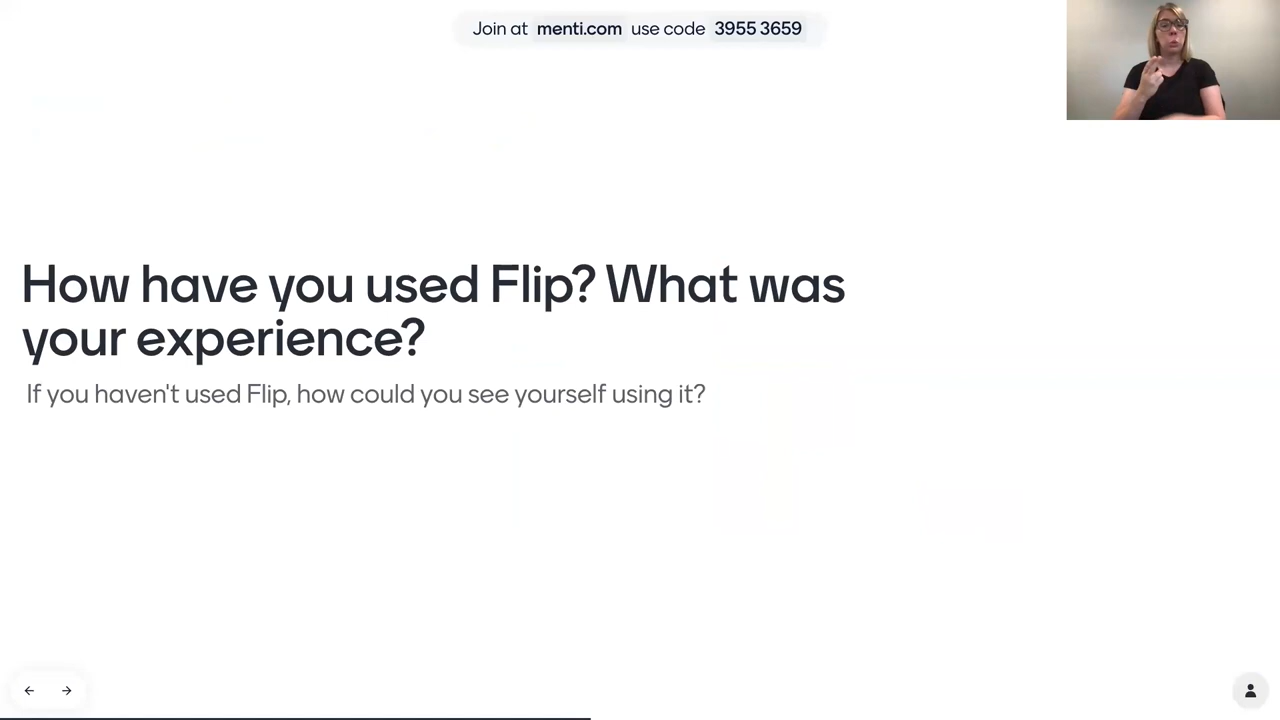 Join at menti.com use code 3955 3659
How have you used Flip? What was
your experience?
If you haven't used Flip, how could you see yourself using it?